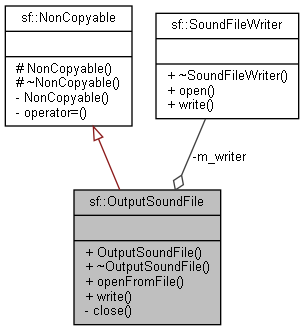 sf::NonCopyable
# NonCopyable()
# ~NonCopyable()
- NonCopyable()
- operator=()
sf::SoundFileWriter
+ ~SoundFileWriter()
+ open()
+ write()
-m_writer
sf::OutputSoundFile
+ OutputSoundFile()
+ ~OutputSoundFile()
+ openFromFile()
+ write()
- close()